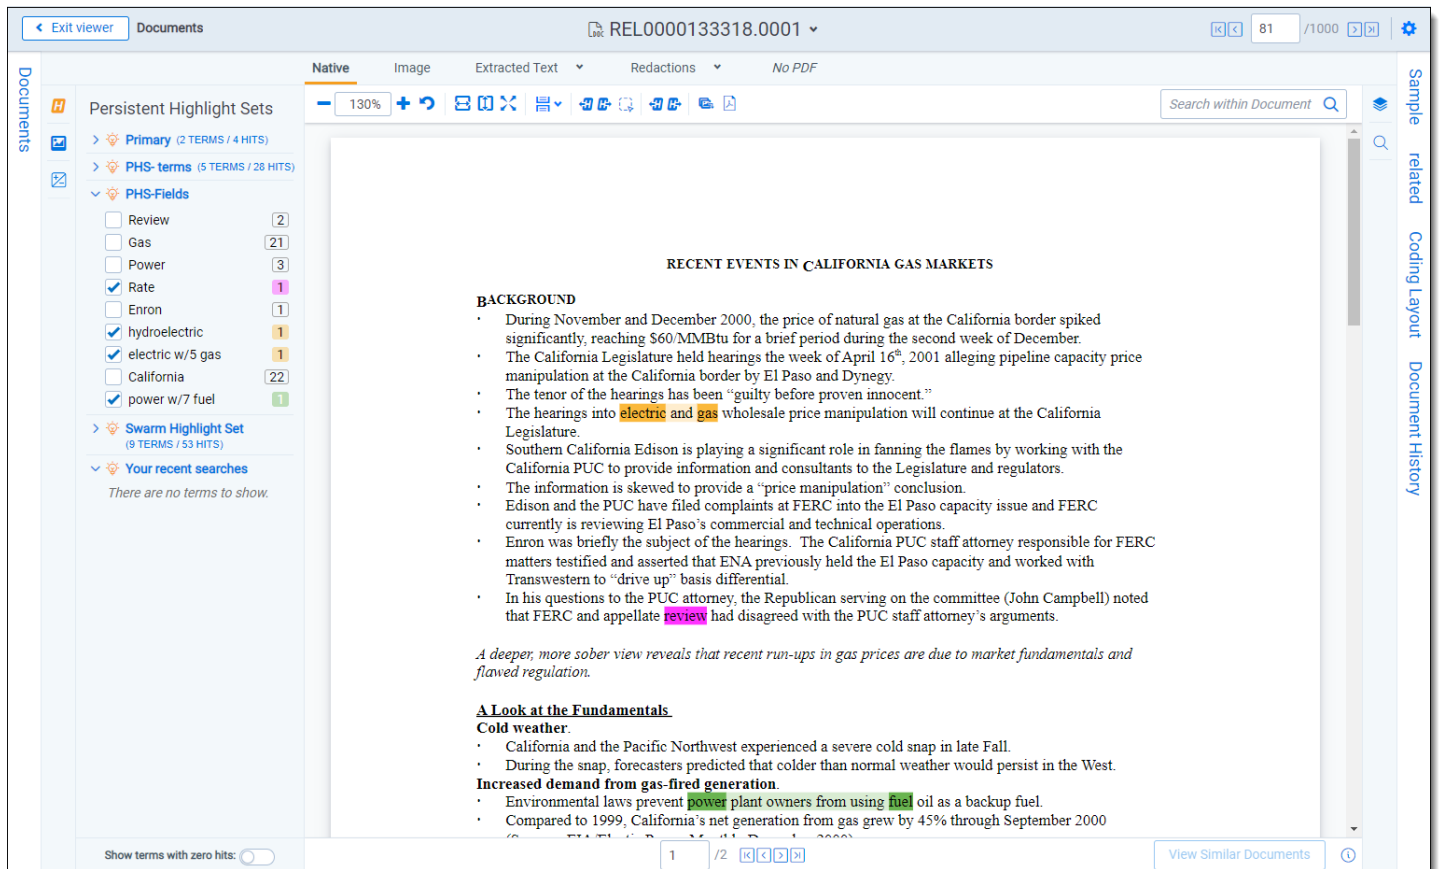 Exit viewer
Documents
REL0000133318.0001
81
/1000
Documents
Native
Image
Extracted Text
Redactions
No PDF
130%
Search within Document
Persistent Highlight Sets
Primary (2 TERMS / 4 HITS)
PHS- terms (5 TERMS / 28 HITS)
PHS-Fields
Review 2
Gas 21
Power 3
Rate 1
Enron 1
hydroelectric 1
electric w/5 gas 1
California 22
power w/7 fuel 1
Swarm Highlight Set
(9 TERMS / 53 HITS)
Your recent searches
There are no terms to show.
Show terms with zero hits:
RECENT EVENTS IN CALIFORNIA GAS MARKETS
BACKGROUND
· During November and December 2000, the price of natural gas at the California border spiked
significantly, reaching $60/MMBtu for a brief period during the second week of December.
· The California Legislature held hearings the week of April 16th, 2001 alleging pipeline capacity price
manipulation at the California border by El Paso and Dynegy.
· The tenor of the hearings has been “guilty before proven innocent.”
· The hearings into electric and gas wholesale price manipulation will continue at the California
Legislature.
· Southern California Edison is playing a significant role in fanning the flames by working with the
California PUC to provide information and consultants to the Legislature and regulators.
· The information is skewed to provide a “price manipulation” conclusion.
· Edison and the PUC have filed complaints at FERC into the El Paso capacity issue and FERC
currently is reviewing El Paso’s commercial and technical operations.
· Enron was briefly the subject of the hearings. The California PUC staff attorney responsible for FERC
matters testified and asserted that ENA previously held the El Paso capacity and worked with
Transwestern to “drive up” basis differential.
· In his questions to the PUC attorney, the Republican serving on the committee (John Campbell) noted
that FERC and appellate review had disagreed with the PUC staff attorney’s arguments.
A deeper, more sober view reveals that recent run-ups in gas prices are due to market fundamentals and
flawed regulation.
A Look at the Fundamentals
Cold weather.
· California and the Pacific Northwest experienced a severe cold snap in late Fall.
· During the snap, forecasters predicted that colder than normal weather would persist in the West.
Increased demand from gas-fired generation.
· Environmental laws prevent power plant owners from using fuel oil as a backup fuel.
· Compared to 1999, California’s net generation from gas grew by 45% through September 2000
1
/2
View Similar Documents
Sample
related
Coding Layout
Document History